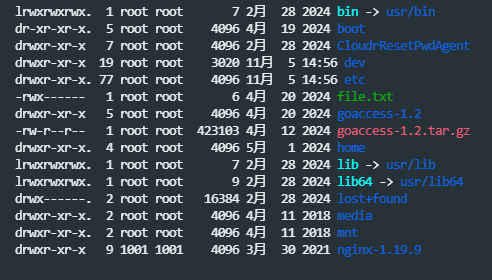 lrwxrwxrwx.  1 root root      7 2月  28 2024 bin -> usr/bin
dr-xr-xr-x.  5 root root   4096 4月  19 2024 boot
drwxr-xr-x   7 root root   4096 2月  28 2024 CloudrResetPwdAgent
drwxr-xr-x  19 root root   3020 11月  5 14:56 dev
drwxr-xr-x. 77 root root   4096 11月  5 14:56 etc
-rwx------   1 root root      6 4月  20 2024 file.txt
drwxr-xr-x   5 root root   4096 4月  20 2024 goaccess-1.2
-rw-r--r--   1 root root 423103 4月  12 2024 goaccess-1.2.tar.gz
drwxr-xr-x.  4 root root   4096 5月   1 2024 home
lrwxrwxrwx.  1 root root      7 2月  28 2024 lib -> usr/lib
lrwxrwxrwx.  1 root root      9 2月  28 2024 lib64 -> usr/lib64
drwx------.  2 root root  16384 2月  28 2024 lost+found
drwxr-xr-x.  2 root root   4096 4月  11 2018 media
drwxr-xr-x.  2 root root   4096 4月  11 2018 mnt
drwxr-xr-x   9 1001 1001   4096 3月  30 2021 nginx-1.19.9